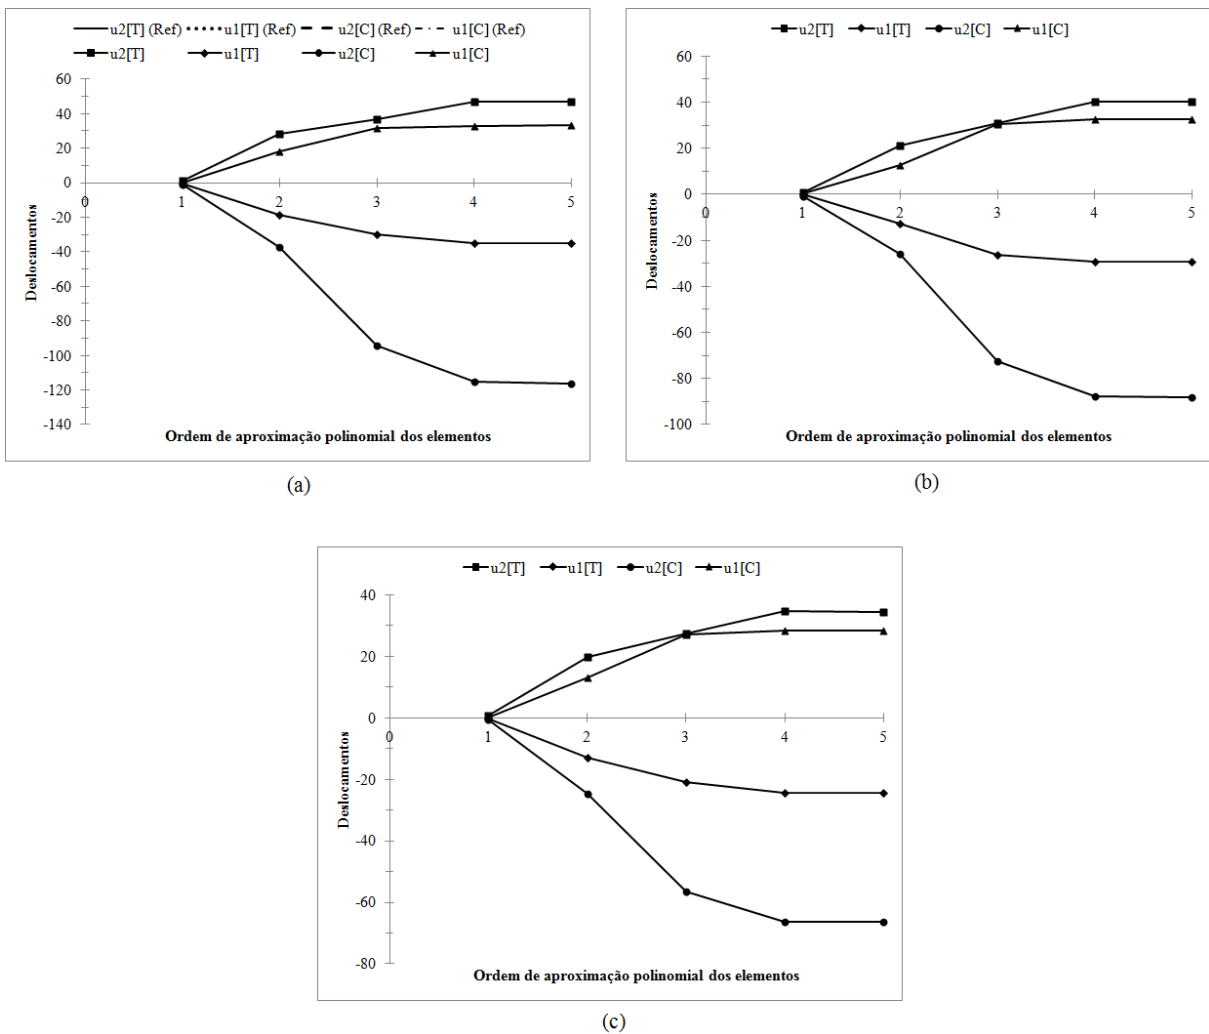 u2[T] (Ref) u1[T] (Ref) u2[C] (Ref) u1[C] (Ref)
u2[T] u1[T] u2[C] u1[C]
60
40
20
0
-20
-40
-60
-80
-100
-120
-140
0 1 2 3 4 5
Deslocamentos
Ordem de aproximação polinomial dos elementos
(a)
u2[T] u1[T] u2[C] u1[C]
80
60
40
20
0
-20
-40
-60
-80
-100
0 1 2 3 4 5
Deslocamentos
Ordem de aproximação polinomial dos elementos
(b)
u2[T] u1[T] u2[C] u1[C]
40
20
0
-20
-40
-60
-80
0 1 2 3 4 5
Deslocamentos
Ordem de aproximação polinomial dos elementos
(c)